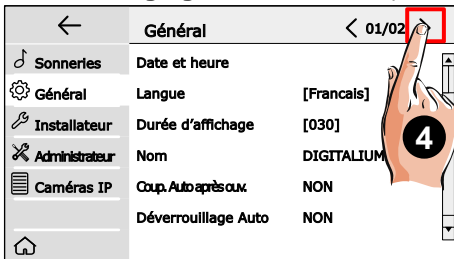 Général
01/02
Sonneries
Général
Installateur
Administrateur
Caméras IP
Date et heure
Langue [Francais]
Durée d’affichage [030]
Nom DIGITALIUM
Coup. Auto après ouv. NON
Déverrouillage Auto NON
4